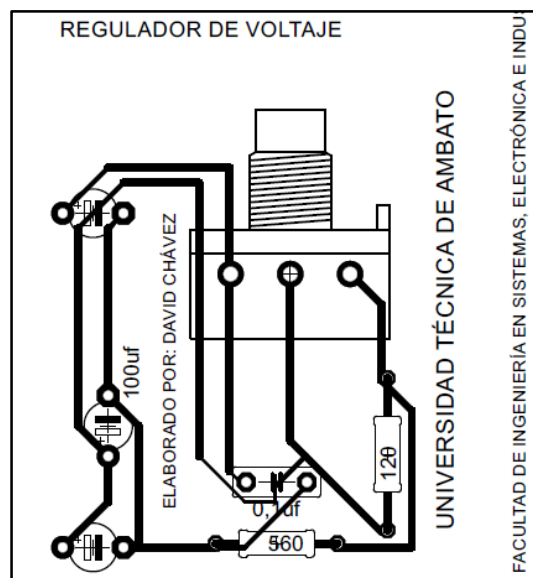 REGULADOR DE VOLTAJE
ELABORADO POR: DAVID CHÁVEZ
UNIVERSIDAD TÉCNICA DE AMBATO
FACULTAD DE INGENIERÍA EN SISTEMAS, ELECTRÓNICA E
100uf
120
0,1uf
560